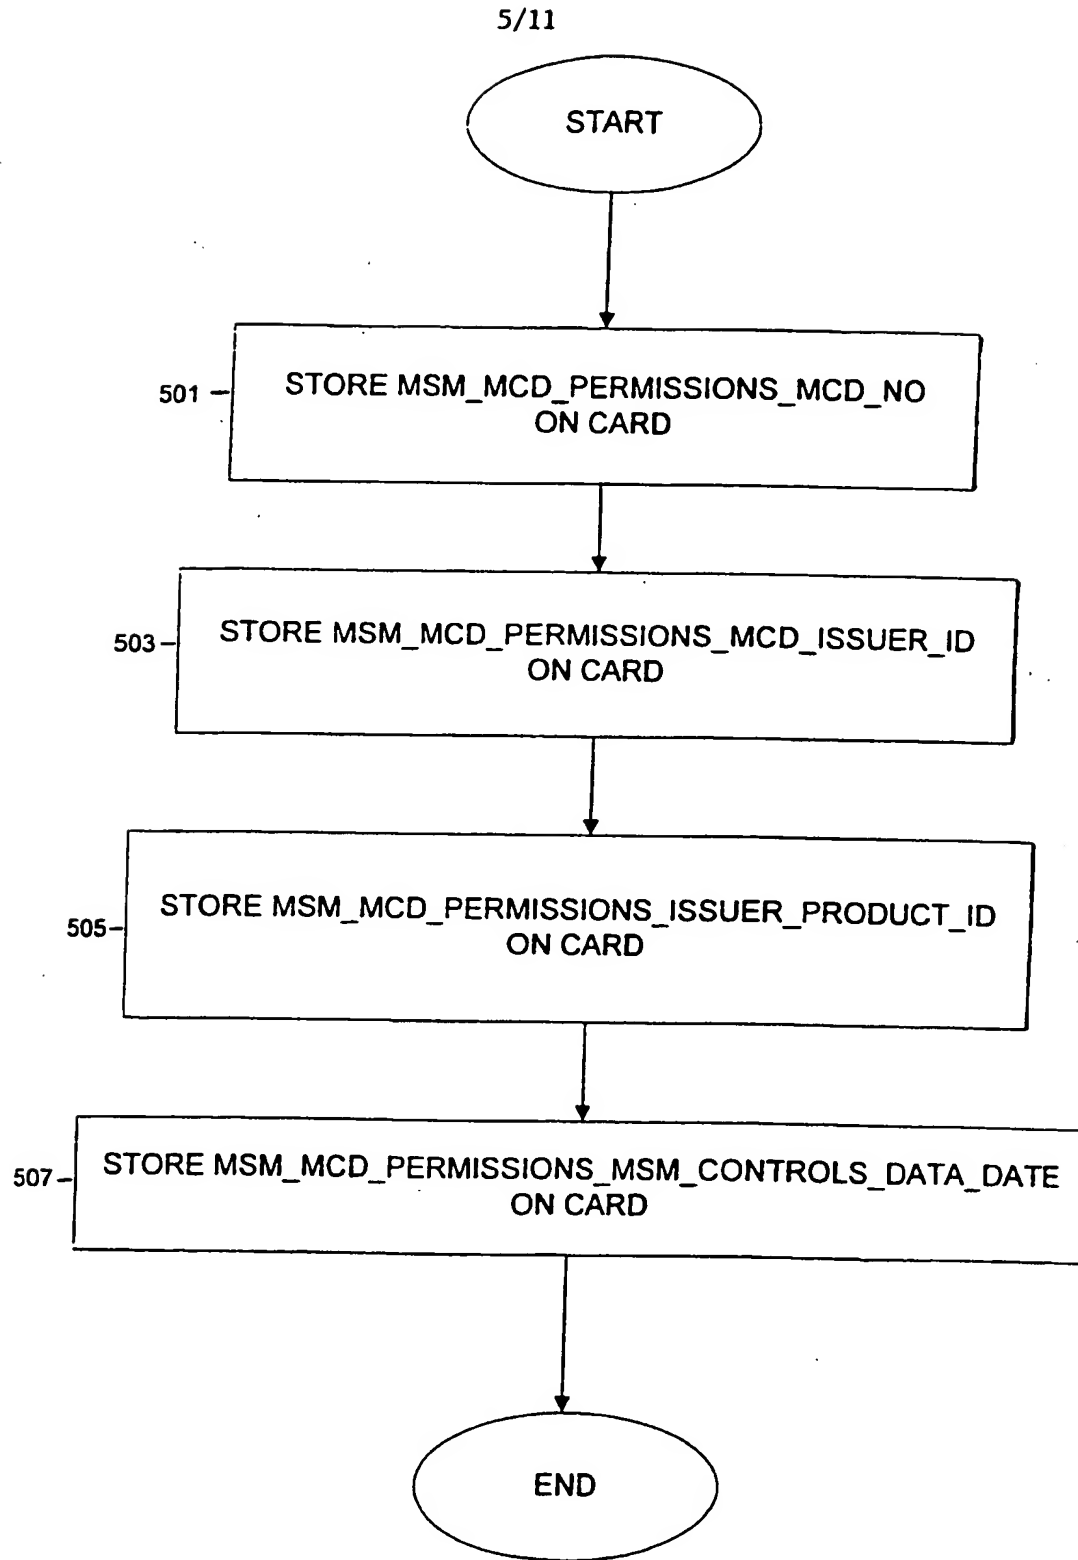 5/11
START
501
STORE MSM_MCD_PERMISSIONS_MCD_NO
ON CARD
503
STORE MSM_MCD_PERMISSIONS_MCD_ISSUER_ID
ON CARD
505
STORE MSM_MCD_PERMISSIONS_ISSUER_PRODUCT_ID
ON CARD
507
STORE MSM_MCD_PERMISSIONS_MSM_CONTROLS_DATA_DATE
ON CARD
END